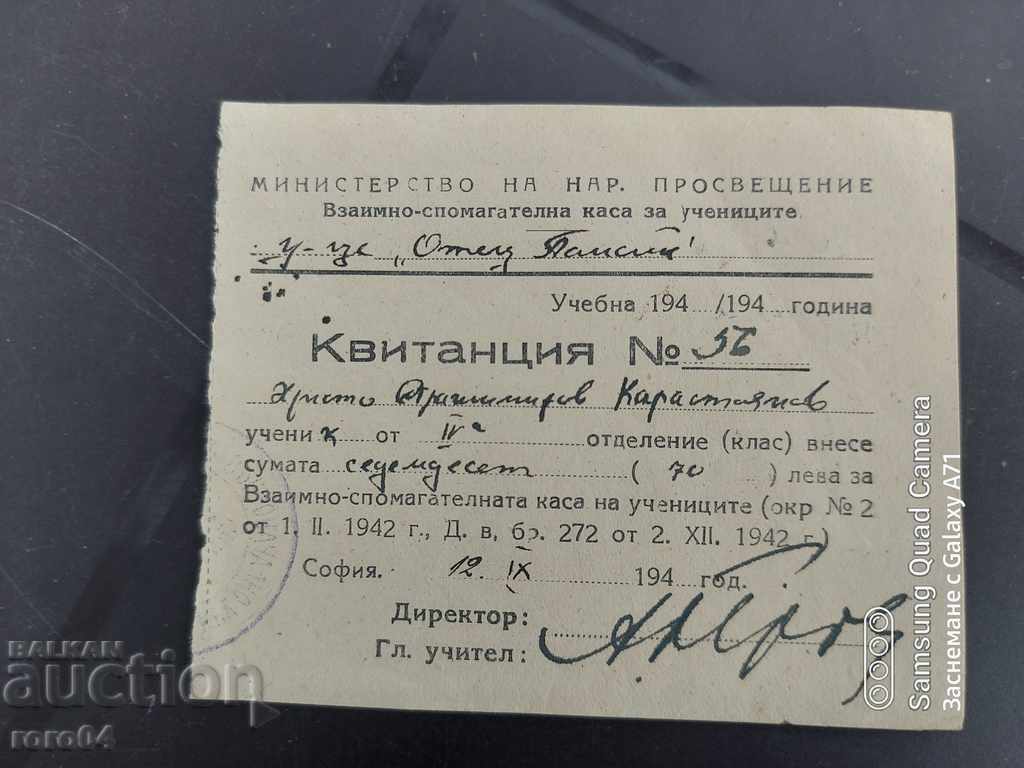 МИНИСТЕРСТВО НА НАР. ПРОСВЕЩЕНИЕ
Взаимно-спомагателна каса за учениците
у-ще „Отец Паисий“
Учебна 194 /194 година
Квитанция № 56
Христо Драгомиров Карастоянов
учени к от IVа отделение (клас) внесе
сумата седемдесет ( 70 ) лева за
Взаимно-спомагателната каса на учениците (окр № 2
от 1. II. 1942 г., Д. в, бр. 272 от 2. XII. 1942 г.)
София. 12. IX 194 год.
Директор:
Гл. учител:
BALKAN
auction
roro04
Samsung Quad Camera
Заснемане с Galaxy A71